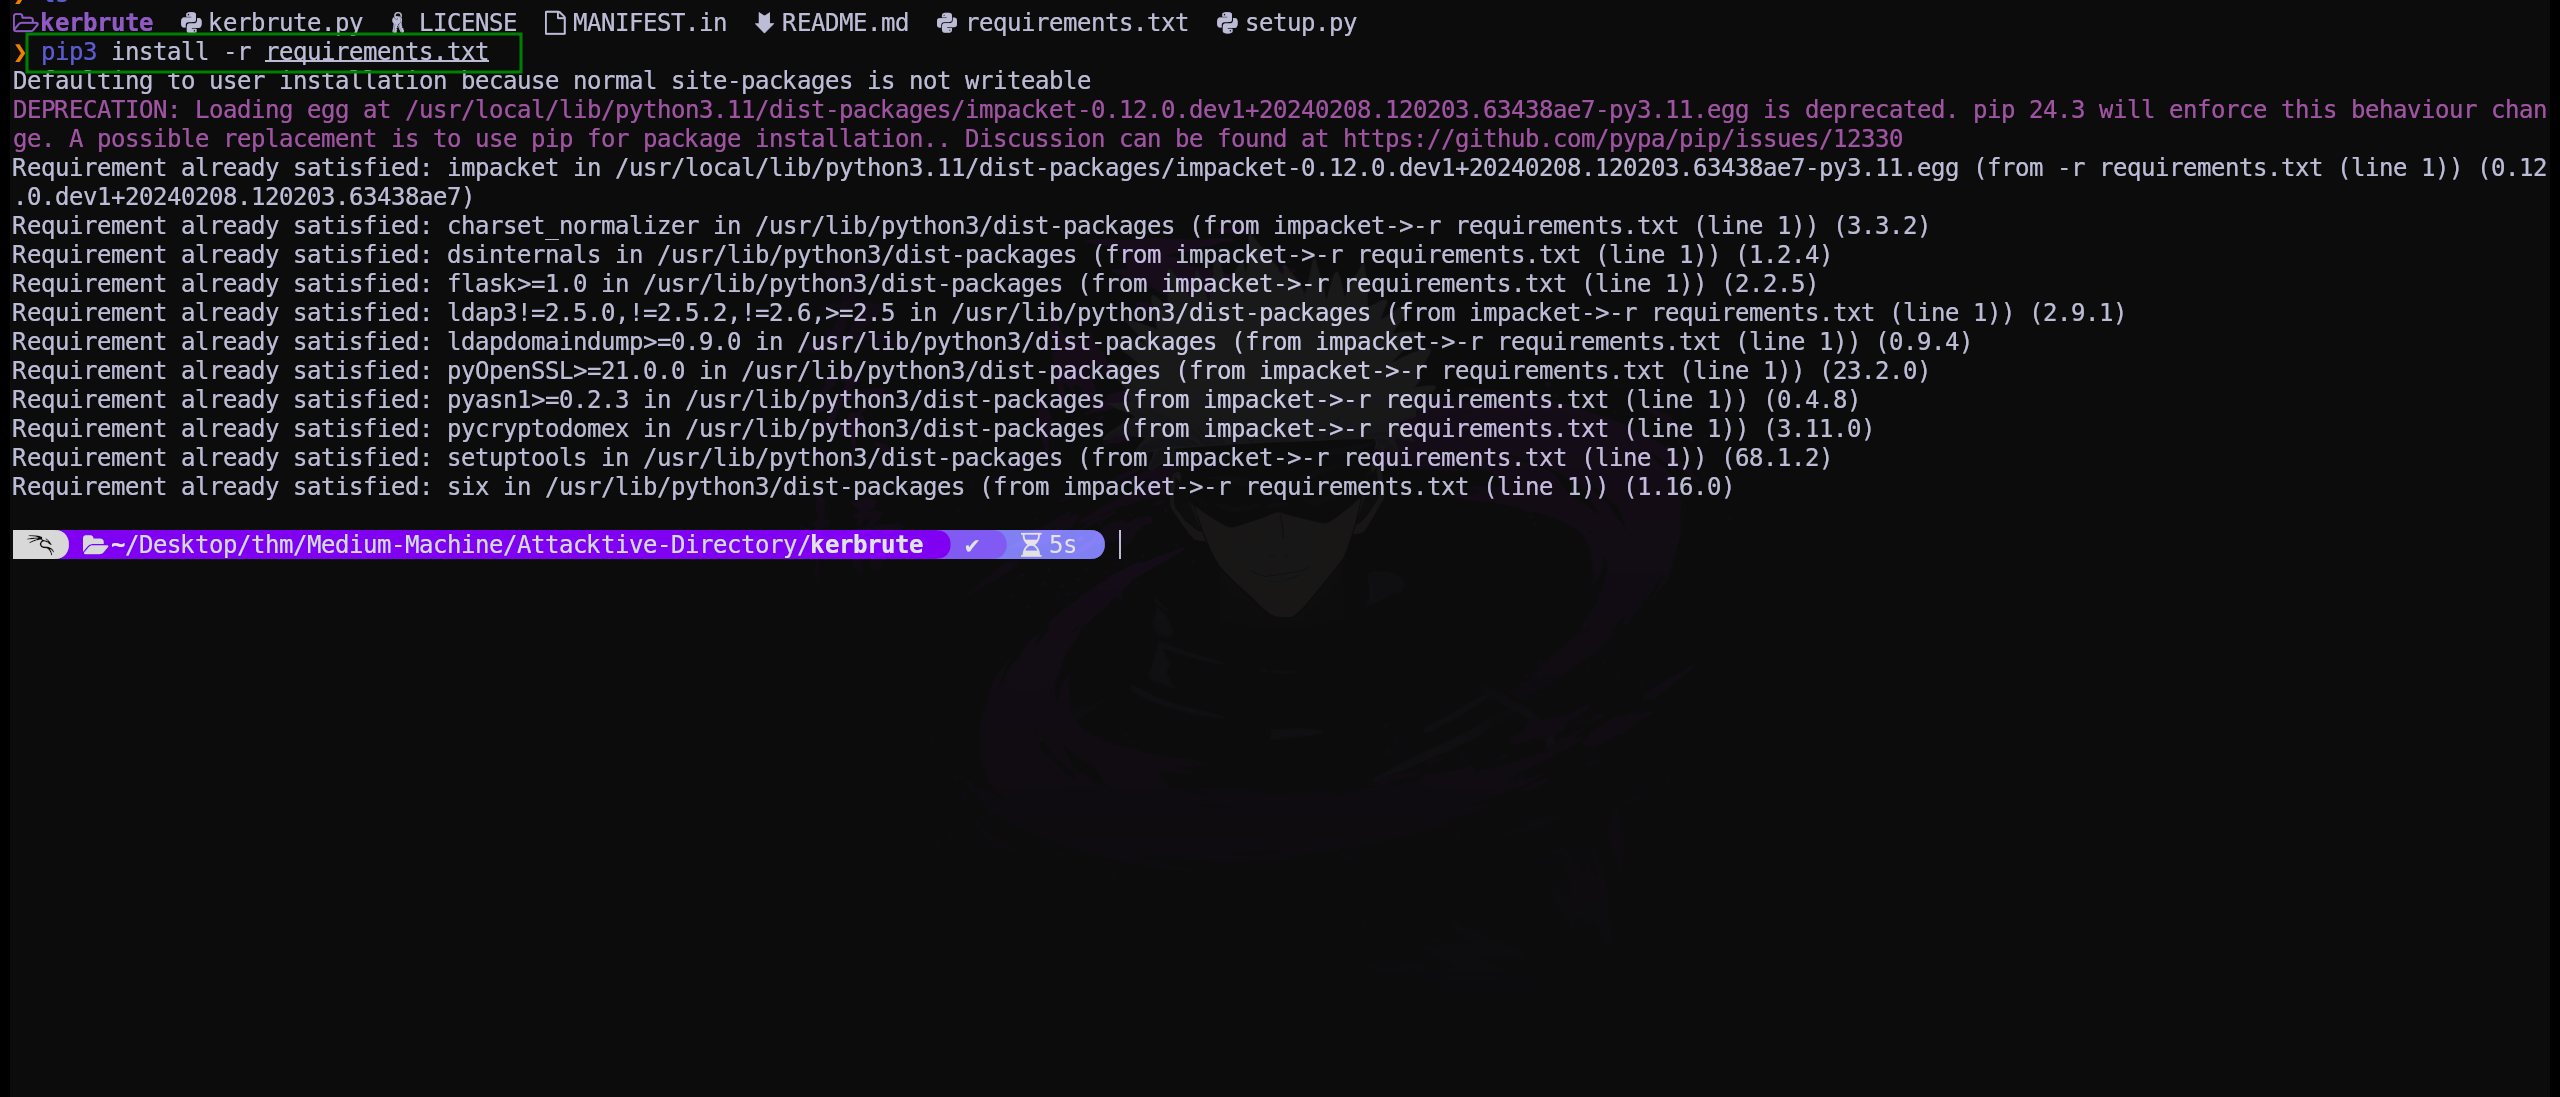 kerbrute kerbrute.py LICENSE MANIFEST.in README.md requirements.txt setup.py
❯ pip3 install -r requirements.txt
Defaulting to user installation because normal site-packages is not writeable
DEPRECATION: Loading egg at /usr/local/lib/python3.11/dist-packages/impacket-0.12.0.dev1+20240208.120203.63438ae7-py3.11.egg is deprecated. pip 24.3 will enforce this behaviour chan
ge. A possible replacement is to use pip for package installation.. Discussion can be found at https://github.com/pypa/pip/issues/12330
Requirement already satisfied: impacket in /usr/local/lib/python3.11/dist-packages/impacket-0.12.0.dev1+20240208.120203.63438ae7-py3.11.egg (from -r requirements.txt (line 1)) (0.12
.0.dev1+20240208.120203.63438ae7)
Requirement already satisfied: charset_normalizer in /usr/lib/python3/dist-packages (from impacket->-r requirements.txt (line 1)) (3.3.2)
Requirement already satisfied: dsinternals in /usr/lib/python3/dist-packages (from impacket->-r requirements.txt (line 1)) (1.2.4)
Requirement already satisfied: flask>=1.0 in /usr/lib/python3/dist-packages (from impacket->-r requirements.txt (line 1)) (2.2.5)
Requirement already satisfied: ldap3!=2.5.0,!=2.5.2,!=2.6,>=2.5 in /usr/lib/python3/dist-packages (from impacket->-r requirements.txt (line 1)) (2.9.1)
Requirement already satisfied: ldapdomaindump>=0.9.0 in /usr/lib/python3/dist-packages (from impacket->-r requirements.txt (line 1)) (0.9.4)
Requirement already satisfied: pyOpenSSL>=21.0.0 in /usr/lib/python3/dist-packages (from impacket->-r requirements.txt (line 1)) (23.2.0)
Requirement already satisfied: pyasn1>=0.2.3 in /usr/lib/python3/dist-packages (from impacket->-r requirements.txt (line 1)) (0.4.8)
Requirement already satisfied: pycryptodomex in /usr/lib/python3/dist-packages (from impacket->-r requirements.txt (line 1)) (3.11.0)
Requirement already satisfied: setuptools in /usr/lib/python3/dist-packages (from impacket->-r requirements.txt (line 1)) (68.1.2)
Requirement already satisfied: six in /usr/lib/python3/dist-packages (from impacket->-r requirements.txt (line 1)) (1.16.0)
~/Desktop/thm/Medium-Machine/Attacktive-Directory/kerbrute ✔ 5s